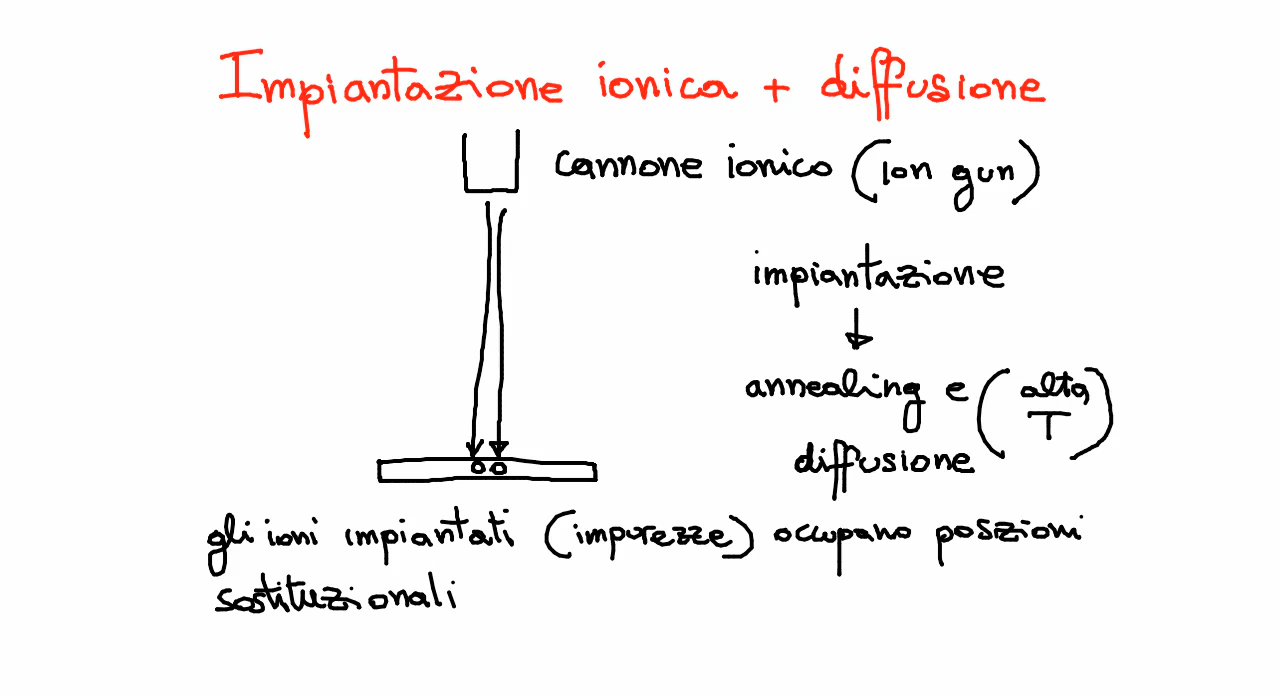 Impiantazione ionica + diffusione
cannone ionico (Ion gun)
impiantazione
annealing e (alta T)
diffusione
gli ioni impiantati (impurezze) occupano posizioni
sostituzionali